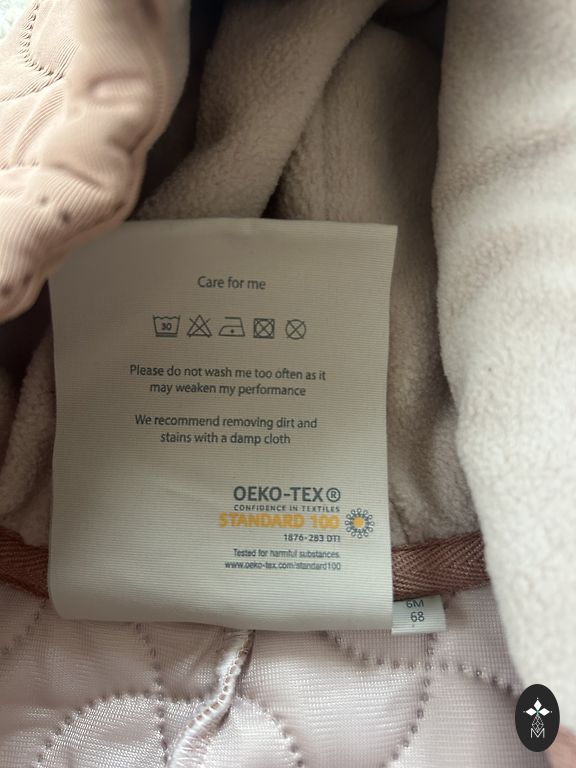 Care for me
30
Please do not wash me too often as it
may weaken my performance
We recommend removing dirt and
stains with a damp cloth
OEKO-TEX®
CONFIDENCE IN TEXTILES
STANDARD 100
1876-283 DTI
Tested for harmful substances.
www.oeko-tex.com/standard100
6M
68
M